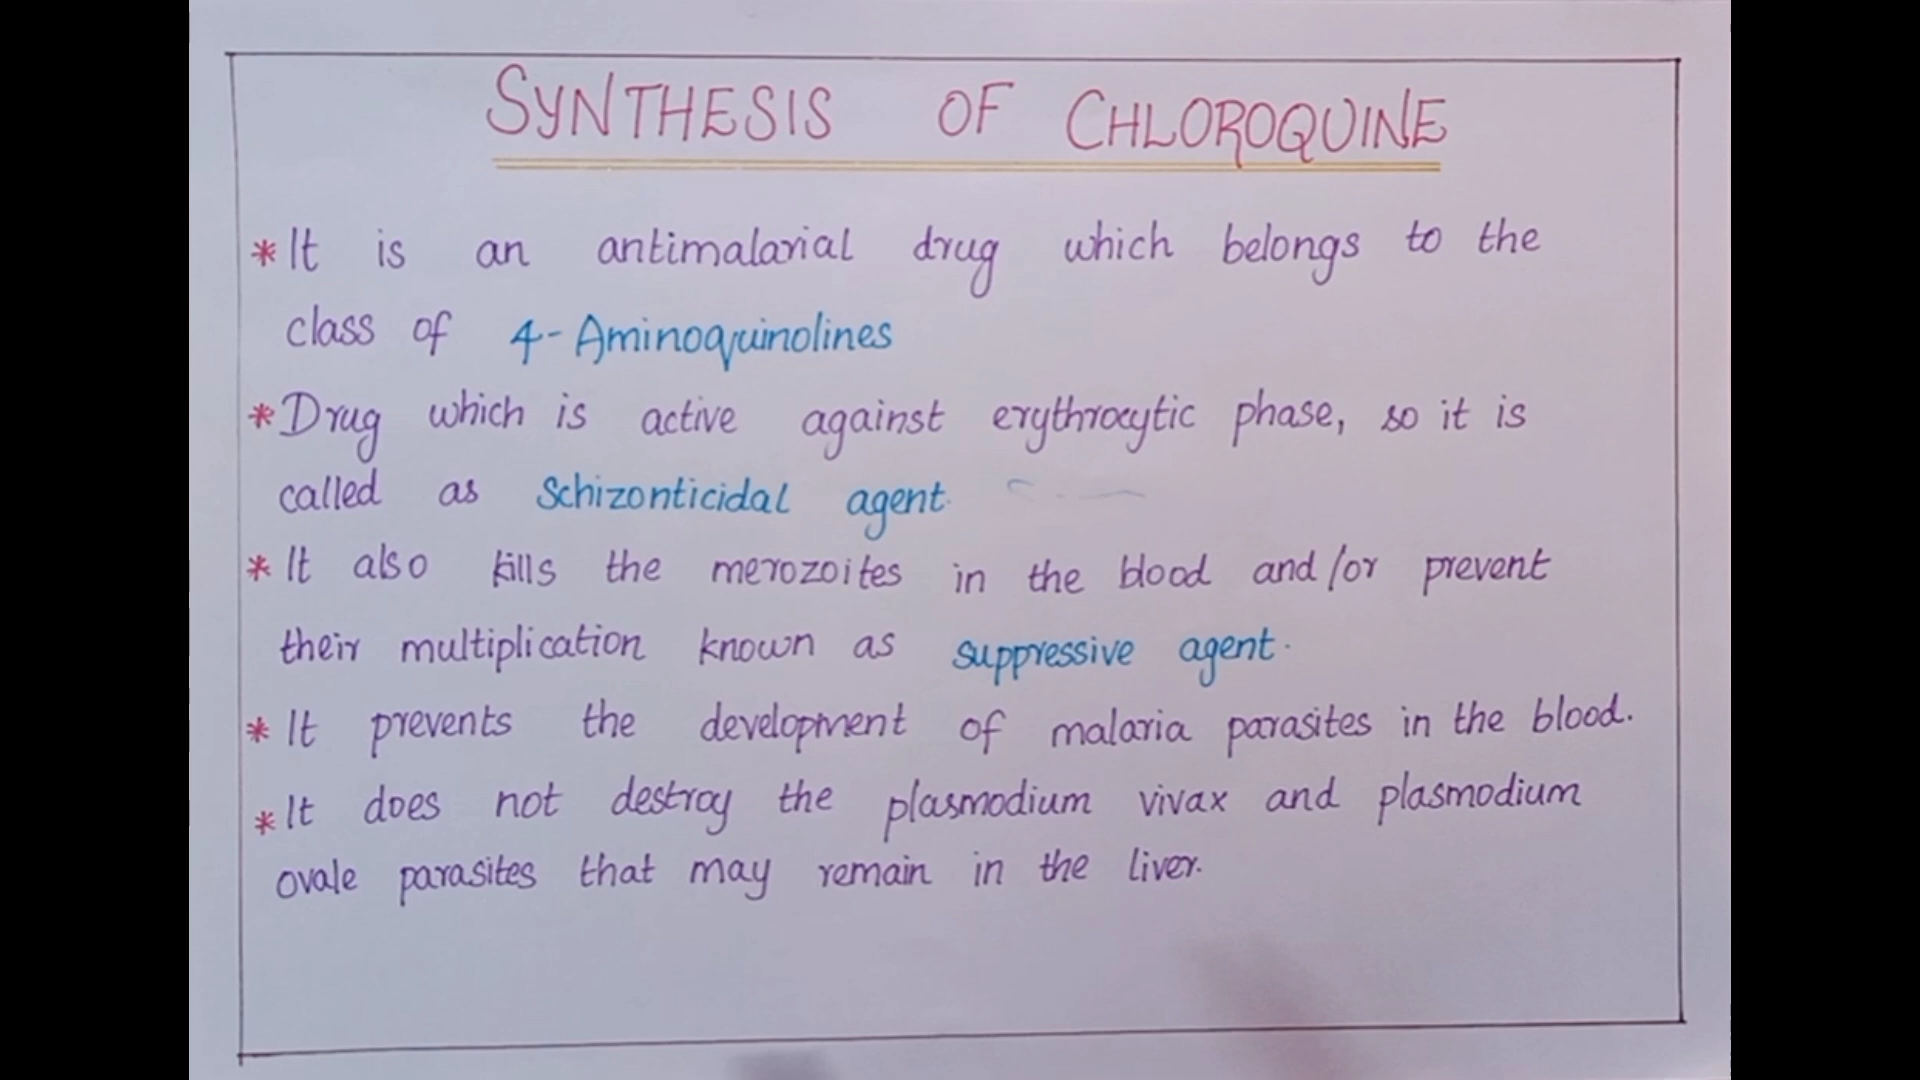 SYNTHESIS OF CHLOROQUINE
*It is an antimalarial drug which belongs to the
class of 4-Aminoquinolines
*Drug which is active against erythrocytic phase, so it is
called as Schizonticidal agent.
*It also kills the merozoites in the blood and/or prevent
their multiplication known as suppressive agent.
*It prevents the development of malaria parasites in the blood.
*It does not destroy the plasmodium vivax and plasmodium
ovale parasites that may remain in the liver.